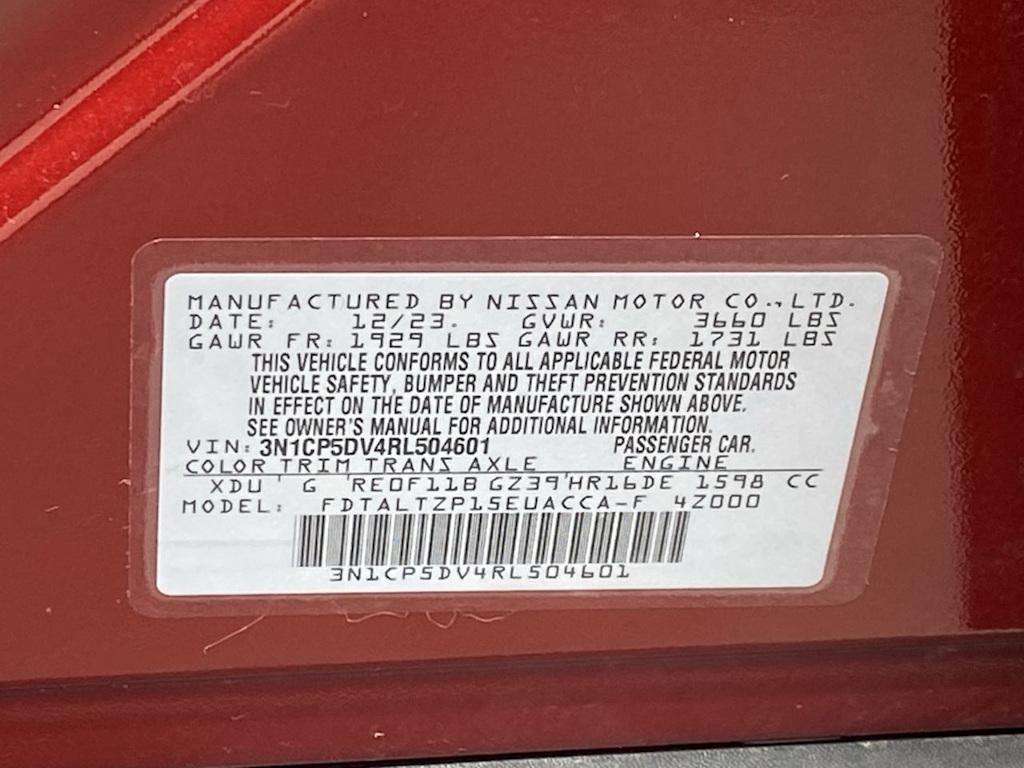 MANUFACTURED BY NISSAN MOTOR CO., LTD.
DATE: 12/23. GVWR: 3660 LBS
GAWR FR: 1929 LBS GAWR RR: 1731 LBS
THIS VEHICLE CONFORMS TO ALL APPLICABLE FEDERAL MOTOR
VEHICLE SAFETY, BUMPER AND THEFT PREVENTION STANDARDS
IN EFFECT ON THE DATE OF MANUFACTURE SHOWN ABOVE.
SEE OWNER'S MANUAL FOR ADDITIONAL INFORMATION.
VIN: 3N1CP5DV4RL504601 PASSENGER CAR.
COLOR TRIM TRANS AXLE ENGINE
XDU G RE0F11B GZ39 HR16DE 1598 CC
MODEL: FDTALTZP15EUACCA-F 4Z000
3N1CP5DV4RL504601